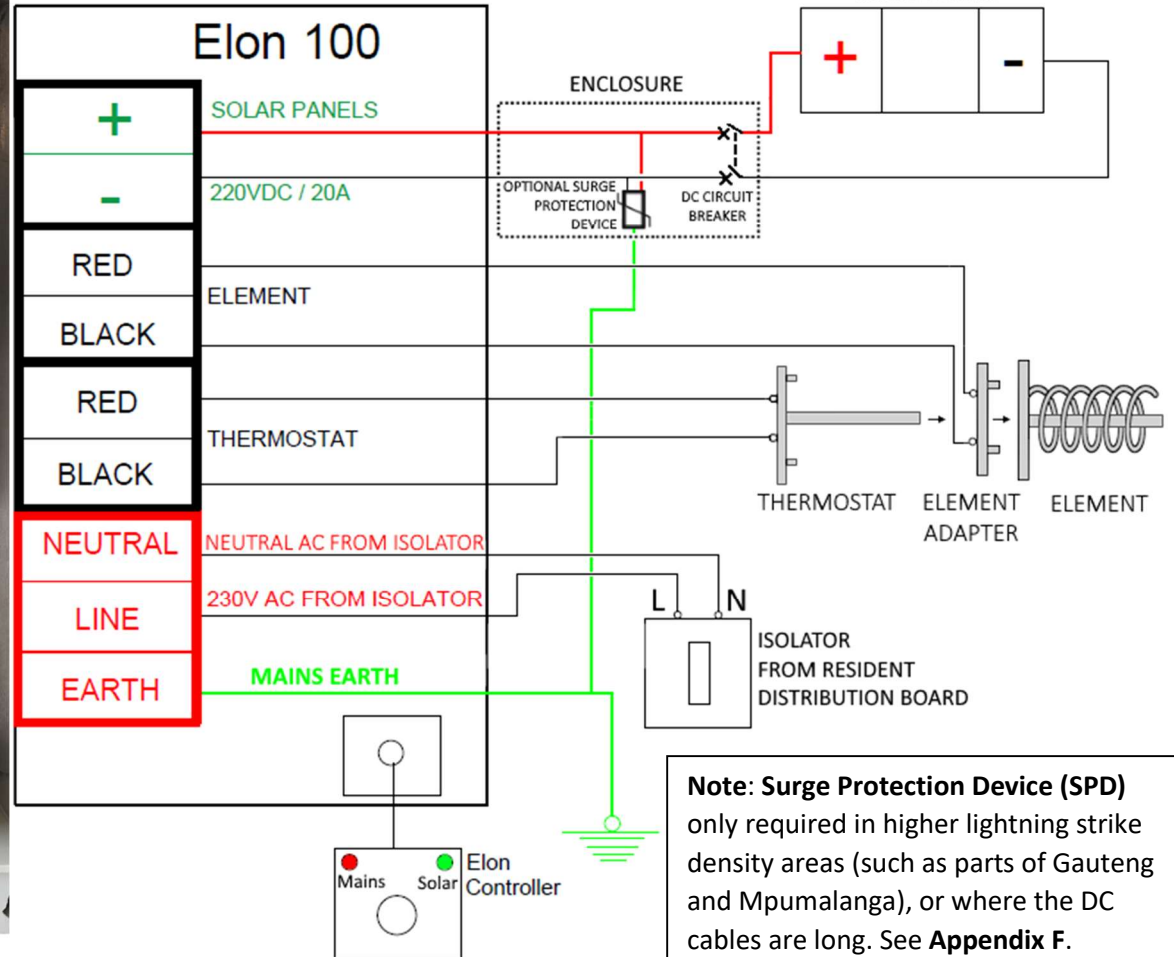 Elon 100
+
SOLAR PANELS
-
220VDC / 20A
RED
ELEMENT
BLACK
RED
THERMOSTAT
BLACK
NEUTRAL
NEUTRAL AC FROM ISOLATOR
LINE
230V AC FROM ISOLATOR
EARTH
MAINS EARTH
ENCLOSURE
OPTIONAL SURGE
PROTECTION
DEVICE
DC CIRCUIT
BREAKER
+
-
THERMOSTAT
ELEMENT
ADAPTER
ELEMENT
L
N
ISOLATOR
FROM RESIDENT
DISTRIBUTION BOARD
Mains
Solar
Elon
Controller
Note: Surge Protection Device (SPD)
only required in higher lightning strike
density areas (such as parts of Gauteng
and Mpumalanga), or where the DC
cables are long. See Appendix F.